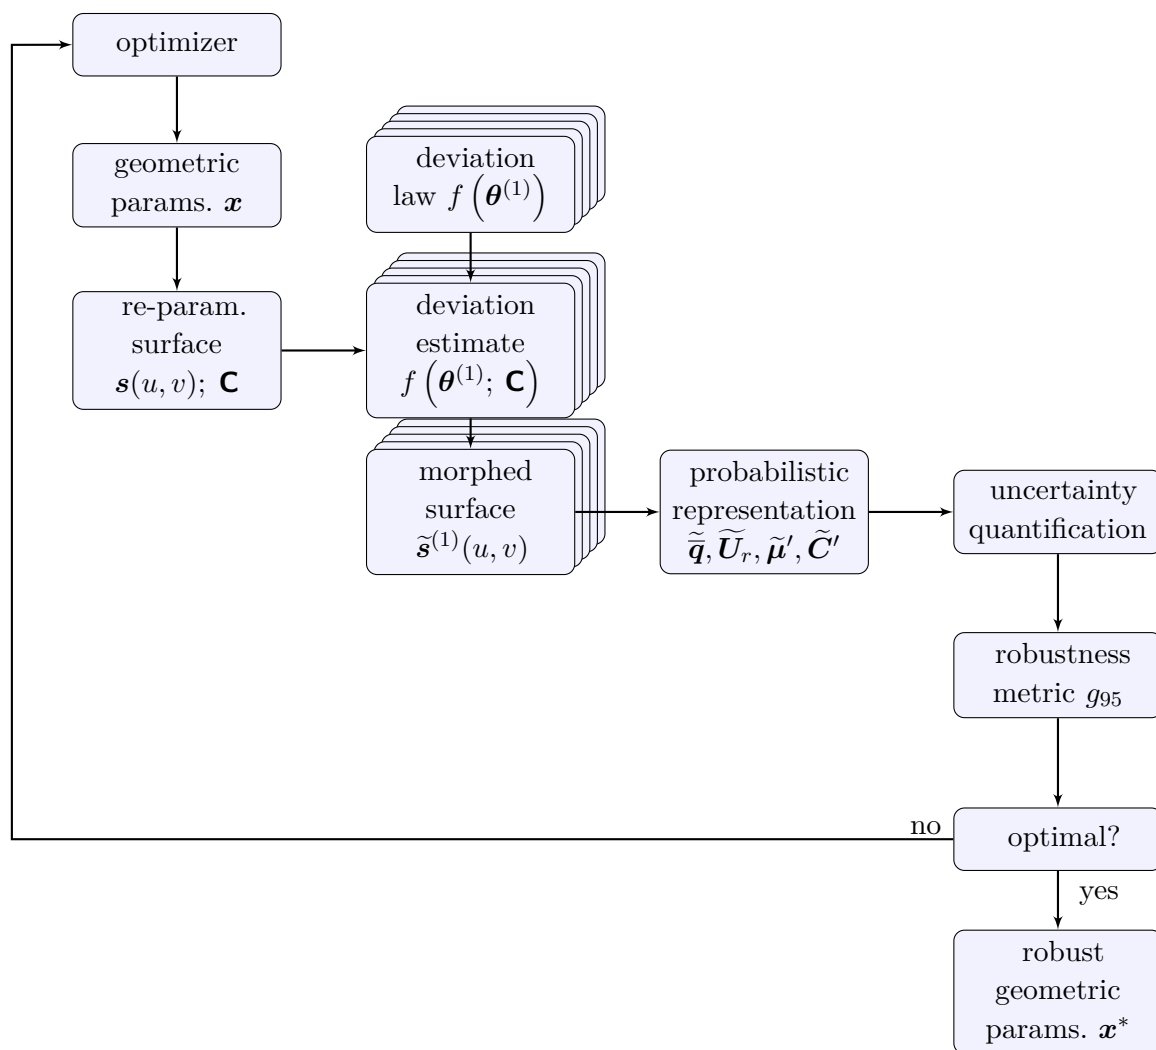 optimizer
geometric
params. 𝒙
re-param.
surface
𝒔(u, v); 𝗖
deviation
law f(𝜽⁽¹⁾)
deviation
estimate
f(𝜽⁽¹⁾; 𝗖)
morphed
surface
s̃⁽¹⁾(u, v)
probabilistic
representation
q̅̃, Ũᵣ, μ̃′, C̃′
uncertainty
quantification
robustness
metric g₉₅
optimal?
no
yes
robust
geometric
params. 𝒙*